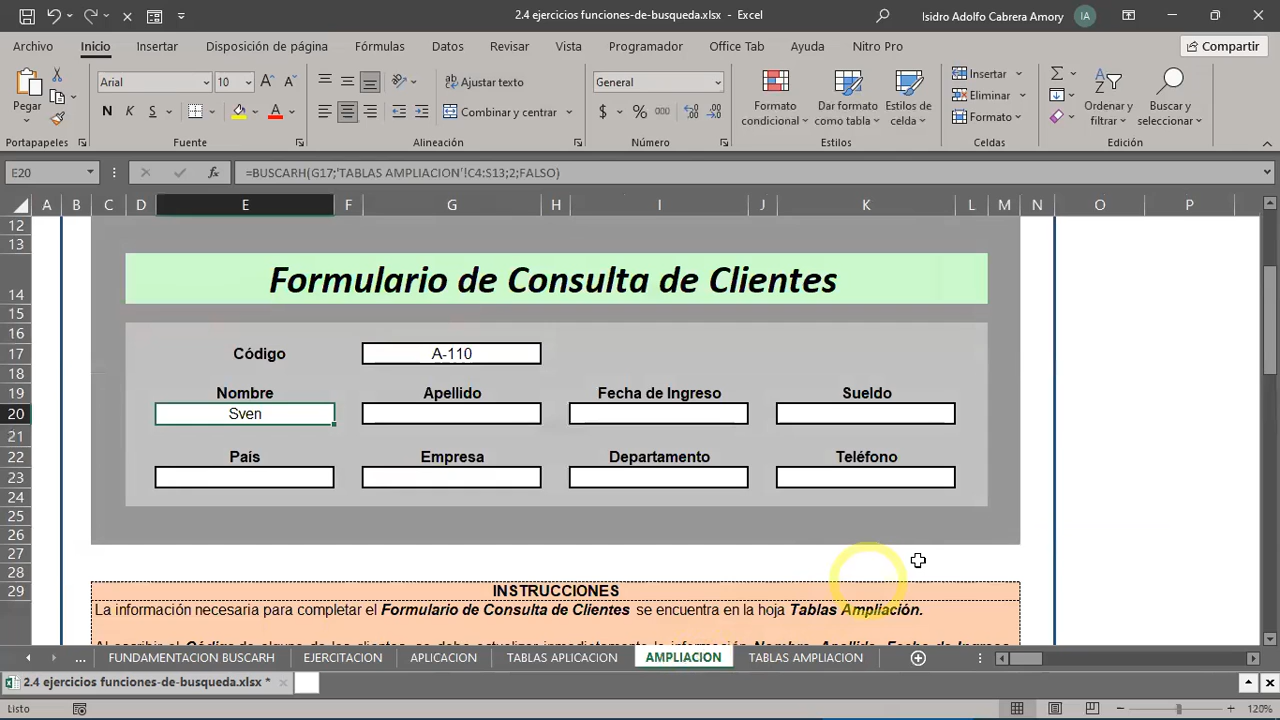 2.4 ejercicios funciones-de-busqueda.xlsx - Excel
Isidro Adolfo Cabrera Amory IA
Archivo Inicio Insertar Disposición de página Fórmulas Datos Revisar Vista Programador Office Tab Ayuda Nitro Pro Compartir
Pegar
Arial 10
N K S
Ajustar texto
Combinar y centrar
General
$ % 000
Formato condicional
Dar formato como tabla
Estilos de celda
Insertar
Eliminar
Formato
Ordenar y filtrar
Buscar y seleccionar
Portapapeles Fuente Alineación Número Estilos Celdas Edición
E20 fx =BUSCARH(G17;'TABLAS AMPLIACION'!C4:S13;2;FALSO)
A B C D E F G H I J K L M N O P
12
13
14 Formulario de Consulta de Clientes
15
16
17 Código A-110
18
19 Nombre Apellido Fecha de Ingreso Sueldo
20 Sven
21
22 País Empresa Departamento Teléfono
23
24
25
26
27
28
29 INSTRUCCIONES
La información necesaria para completar el Formulario de Consulta de Clientes se encuentra en la hoja Tablas Ampliación.
... FUNDAMENTACION BUSCARH EJERCITACION APLICACION TABLAS APLICACION AMPLIACION TABLAS AMPLIACION
2.4 ejercicios funciones-de-busqueda.xlsx *
Listo 120%